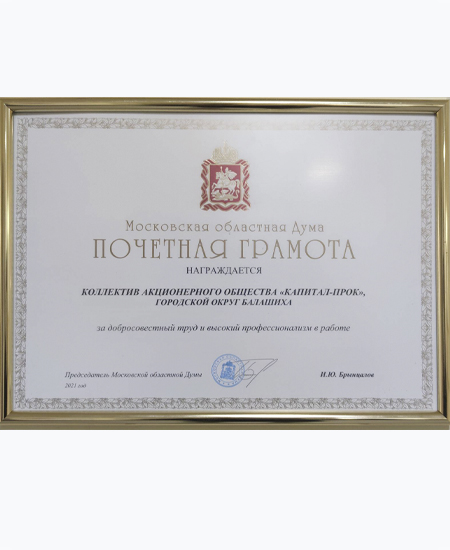 Московская областная Дума
ПОЧЕТНАЯ ГРАМОТА
НАГРАЖДАЕТСЯ
КОЛЛЕКТИВ АКЦИОНЕРНОГО ОБЩЕСТВА «КАПИТАЛ-ПРОК»,
ГОРОДСКОЙ ОКРУГ БАЛАШИХА
за добросовестный труд и высокий профессионализм в работе
Председатель Московской областной Думы И.Ю. Брынцалов
2021 год